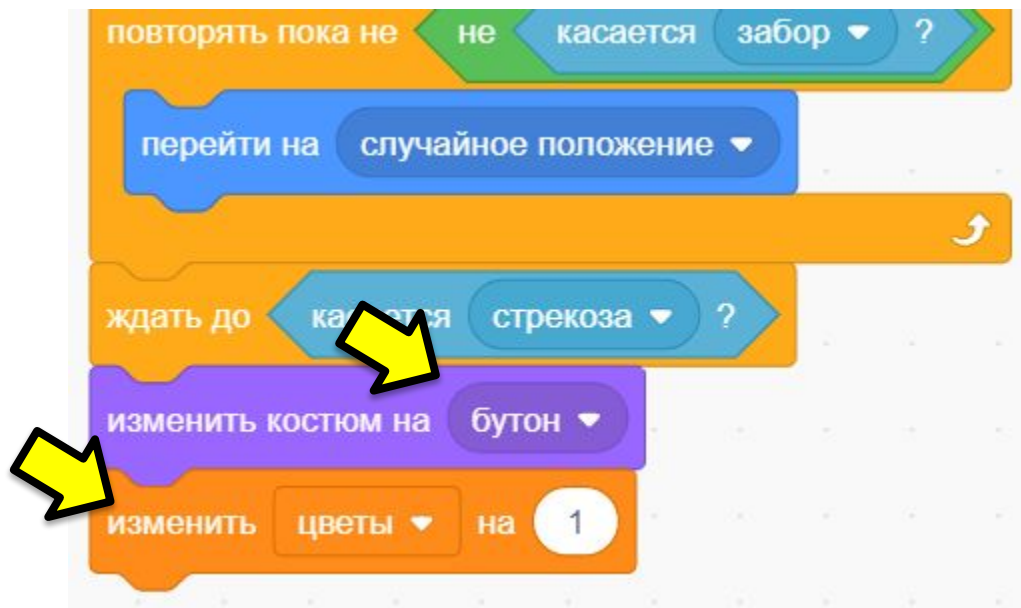 повторять пока не не касается забор ?
перейти на случайное положение
ждать до касается стрекоза ?
изменить костюм на бутон
изменить цветы на 1